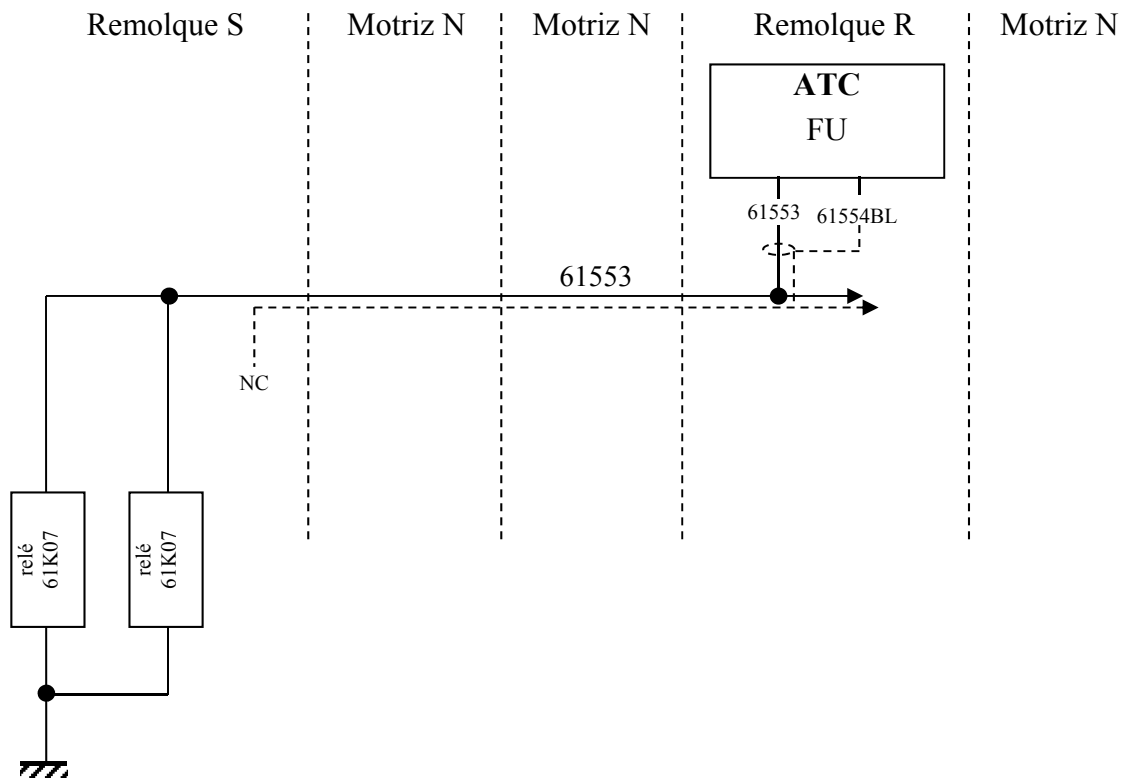 Remolque S
Motriz N
Motriz N
Remolque R
Motriz N
ATC
FU
61553
61554BL
61553
NC
relé
61K07
relé
61K07